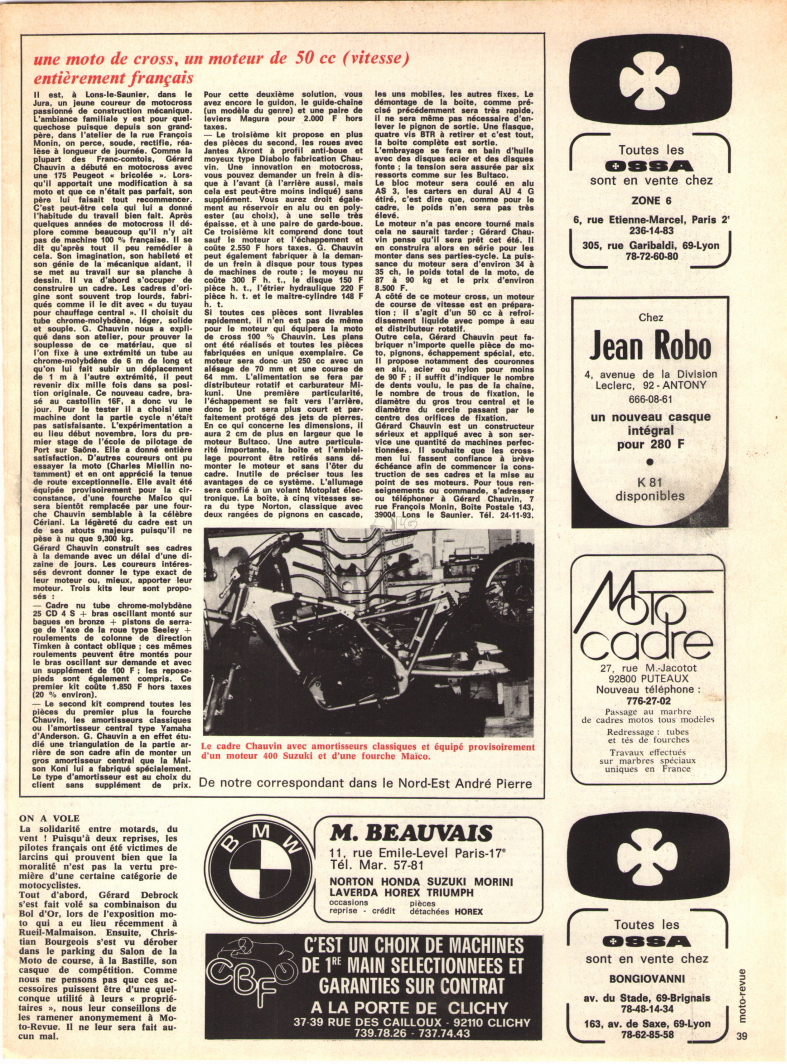 une moto de cross, un moteur de 50 cc (vitesse)
entièrement français
Il est, à Lons-le-Saunier, dans le
Jura, un jeune coureur de motocross
passionné de construction mécanique.
L'ambiance familiale y est pour quel-
quechose puisque depuis son grand-
père, dans l'atelier de la rue François
Monin, on perce, soude, rectifie, réa-
lèse à longueur de journée. Comme la
plupart des Franc-comtois, Gérard
Chauvin a débuté en motocross avec
une 175 Peugeot « bricolée ». Lors-
qu'il apportait une modification à sa
moto et que ce n'était pas parfait, son
père lui faisait tout recommencer.
C'est peut-être cela qui lui a donné
l'habitude du travail bien fait. Après
quelques années de motocross il dé-
plore comme beaucoup qu'il n'y ait
pas de machine 100 % française. Il se
dit qu'après tout il peu remédier à
cela. Son imagination, son habileté et
son génie de la mécanique aidant, il
se met au travail sur sa planche à
dessin. Il va d'abord s'occuper de
construire un cadre. Les cadres d'ori-
gine sont souvent trop lourds, fabri-
qués comme il le dit avec « du tuyau
pour chauffage central ». Il choisit du
tube chrome-molybdène, léger, solide
et souple. G. Chauvin nous a expli-
qué dans son atelier, pour prouver la
souplesse de ce matériau, que si
l'on fixe à une extrémité un tube au
chrome-molybdène de 6 m de long et
qu'on lui fait subir un déplacement
de 1 m à l'autre extrémité, il peut
revenir dix mille fois dans sa posi-
tion originale. Ce nouveau cadre, bra-
sé au castollin 16F, a donc vu le
jour. Pour le tester il a choisi une
machine dont la partie cycle n'était
pas satisfaisante. L'expérimentation a
eu lieu début novembre, lors du pre-
mier stage de l'école de pilotage de
Port sur Saône. Elle a donné entière
satisfaction. D'autres coureurs ont pu
essayer la moto (Charles Mieilin no-
tamment) et en ont apprécié la tenue
de route exceptionnelle. Elle avait été
équipée provisoirement pour la cir-
constance, d'une fourche Maïco qui
sera bientôt remplacée par une four-
che Chauvin semblable à la célèbre
Cériani. La légèreté du cadre est un
de ses atouts majeurs puisqu'il ne
pèse à nu que 9,300 kg.
Gérard Chauvin construit ses cadres
à la demande avec un délai d'une di-
zaine de jours. Les coureurs intéres-
sés devront donner le type exact de
leur moteur ou, mieux, apporter leur
moteur. Trois kits leur sont propo-
sés :
— Cadre nu tube chrome-molybdène
25 CD 4 S + bras oscillant monté sur
bagues en bronze + pistons de serra-
ge de l'axe de la roue type Seeley +
roulements de colonne de direction
Timken à contact oblique ; ces mêmes
roulements peuvent être montés pour
le bras oscillant sur demande et avec
un supplément de 100 F ; les repose-
pieds sont également compris. Ce
premier kit coûte 1.850 F hors taxes
(20 % environ).
— Le second kit comprend toutes les
pièces du premier plus la fourche
Chauvin, les amortisseurs classiques
ou l'amortisseur central type Yamaha
d'Anderson. G. Chauvin a en effet étu-
dié une triangulation de la partie ar-
rière de son cadre afin de monter un
gros amortisseur central que la Mai-
son Koni lui a fabriqué spécialement.
Le type d'amortisseur est au choix du
client sans supplément de prix.
Pour cette deuxième solution, vous
avez encore le guidon, le guide-chaine
(un modèle du genre) et une paire de
leviers Magura pour 2.000 F hors
taxes.
— Le troisième kit propose en plus
des pièces du second, les roues avec
Jantes Akront à profil anti-boue et
moyeux type Diabolo fabrication Chau-
vin. Une innovation en motocross,
vous pouvez demander un frein à dis-
que à l'avant (à l'arrière aussi, mais
cela est peut-être moins indiqué) sans
supplément. Vous aurez droit égale-
ment au réservoir en alu ou en poly-
ester (au choix), à une selle très
épaisse, et à une paire de garde-boue.
Ce troisième kit comprend donc tout
sauf le moteur et l'échappement et
coûte 2.550 F hors taxes. G. Chauvin
peut également fabriquer à la deman-
de un frein à disque pour tous types
de machines de route ; le moyeu nu
coûte 300 F h. t., le disque 150 F
pièce h. t., l'étrier hydraulique 220 F
pièce h. t. et le maitre-cylindre 148 F
h. t.
Si toutes ces pièces sont livrables
rapidement, il n'en est pas de même
pour le moteur qui équipera la moto
de cross 100 % Chauvin. Les plans
ont été réalisés et toutes les pièces
fabriquées en unique exemplaire. Ce
moteur sera donc un 250 cc avec un
alésage de 70 mm et une course de
64 mm. L'alimentation se fera par
distributeur rotatif et carburateur Mi-
kuni. Une première particularité,
l'échappement se fait vers l'arrière,
donc le pot sera plus court et par-
faitement protégé des jets de pierres.
En ce qui concerne les dimensions, il
aura 2 cm de plus en largeur que le
moteur Bultaco. Une autre particula-
rité importante, la boite et l'embiel-
lage pourront être retirés sans dé-
monter le moteur et sans l'ôter du
cadre. Inutile de préciser tous les
avantages de ce système. L'allumage
sera confié à un volant Motoplat élec-
tronique. La boîte, à cinq vitesses se-
ra du type Norton, classique avec
deux rangées de pignons en cascade,
les uns mobiles, les autres fixes. Le
démontage de la boite, comme pré-
cisé précédemment sera très rapide,
il ne sera même pas nécessaire d'en-
lever le pignon de sortie. Une flasque,
quatre vis BTR à retirer et c'est tout,
la boite complète est sortie.
L'embrayage se fera en bain d'huile
avec des disques acier et des disques
fonte ; la tension sera assurée par six
ressorts comme sur les Bultaco.
Le bloc moteur sera coulé en alu
AS 3, les carters en dural AU 4 G
étiré, c'est dire que, comme pour le
cadre, le poids n'en sera pas très
élevé.
Le moteur n'a pas encore tourné mais
cela ne saurait tarder ; Gérard Chau-
vin pense qu'il sera prêt cet été. Il
en construira alors en série pour les
monter dans ses parties-cycle. La puis-
sance du moteur sera d'environ 34 à
35 ch, le poids total de la moto, de
87 à 90 kg et le prix d'environ
8.500 F.
A côté de ce moteur cross, un moteur
de course de vitesse est en prépara-
tion ; il s'agit d'un 50 cc à refroi-
dissement liquide avec pompe à eau
et distributeur rotatif.
Outre cela, Gérard Chauvin peut fa-
briquer n'importe quelle pièce de mo-
to, pignons, échappement spécial, etc.
Il propose notamment des couronnes
en alu, acier ou nylon pour moins
de 90 F ; il suffit d'indiquer le nombre
de dents voulu, le pas de la chaine,
le nombre de trous de fixation, le
diamètre du gros trou central et le
diamètre du cercle passant par le
centre des orifices de fixation.
Gérard Chauvin est un constructeur
sérieux et appliqué avec à son ser-
vice une quantité de machines perfec-
tionnées. Il souhaite que les cross-
men lui fassent confiance à brève
échéance afin de commencer la cons-
truction de ses cadres et la mise au
point de ses moteurs. Pour tous ren-
seignements ou commande, s'adresser
ou téléphoner à Gérard Chauvin, 7
rue François Monin, Boite Postale 143,
39004 Lons le Saunier. Tél. 24-11-93.
Le cadre Chauvin avec amortisseurs classiques et équipé provisoirement
d'un moteur 400 Suzuki et d'une fourche Maïco.
De notre correspondant dans le Nord-Est André Pierre
ON A VOLE
La solidarité entre motards, du
vent ! Puisqu'à deux reprises, les
pilotes français ont été victimes de
larcins qui prouvent bien que la
moralité n'est pas la vertu pre-
mière d'une certaine catégorie de
motocyclistes.
Tout d'abord, Gérard Debrock
s'est fait volé sa combinaison du
Bol d'Or, lors de l'exposition mo-
to qui a eu lieu récemment à
Rueil-Malmaison. Ensuite, Chris-
tian Bourgeois s'est vu dérober
dans le parking du Salon de la
Moto de course, à la Bastille, son
casque de compétition. Comme
nous ne pensons pas que ces ac-
cessoires puissent être d'une quel-
conque utilité à leurs « proprié-
taires », nous leur conseillons de
les ramener anonymement à Mo-
to-Revue. Il ne leur sera fait au-
cun mal.
BMW
M. BEAUVAIS
11, rue Emile-Level Paris-17e
Tél. Mar. 57-81
NORTON HONDA SUZUKI MORINI
LAVERDA HOREX TRIUMPH
occasions pièces
reprise - crédit détachées HOREX
CBF
C'EST UN CHOIX DE MACHINES
DE 1RE MAIN SELECTIONNEES ET
GARANTIES SUR CONTRAT
A LA PORTE DE CLICHY
37-39 RUE DES CAILLOUX - 92110 CLICHY
739.78.26 - 737.74.43
Toutes les
OSSA
sont en vente chez
ZONE 6
6, rue Etienne-Marcel, Paris 2'
236-14-83
305, rue Garibaldi, 69-Lyon
78-72-60-80
Chez
Jean Robo
4, avenue de la Division
Leclerc, 92 - ANTONY
666-08-61
un nouveau casque
intégral
pour 280 F
•
K 81
disponibles
MOTO
cadre
27, rue M.-Jacotot
92800 PUTEAUX
Nouveau téléphone :
776-27-02
Passage au marbre
de cadres motos tous modèles
Redressage : tubes
et tés de fourches
Travaux effectués
sur marbres spéciaux
uniques en France
Toutes les
OSSA
sont en vente chez
BONGIOVANNI
av. du Stade, 69-Brignais
78-48-14-34
163, av. de Saxe, 69-Lyon
78-62-85-58
moto-revue
39